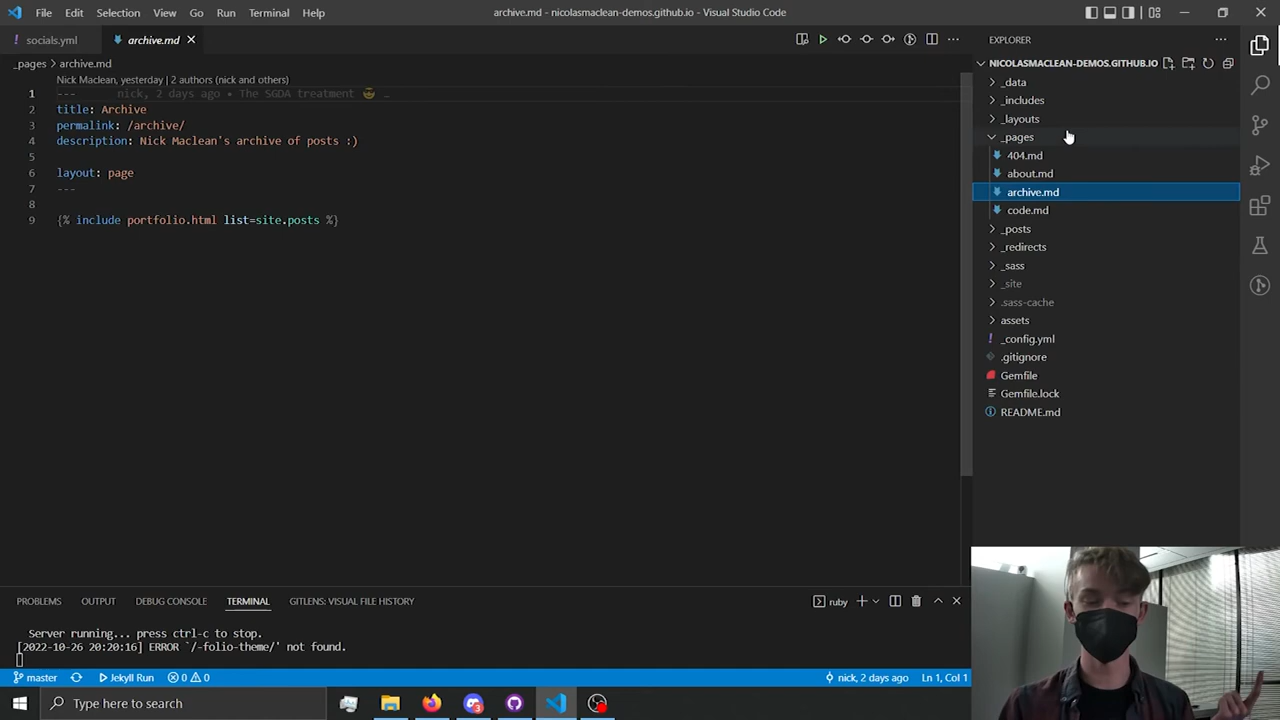 File Edit Selection View Go Run Terminal Help
archive.md - nicolasmaclean-demos.github.io - Visual Studio Code
! socials.yml
archive.md
_pages > archive.md
Nick Maclean, yesterday | 2 authors (nick and others)
1 --- nick, 2 days ago • The S6DA treatment 😎 …
2 title: Archive
3 permalink: /archive/
4 description: Nick Maclean's archive of posts :)
5
6 layout: page
7 ---
8
9 {% include portfolio.html list=site.posts %}
EXPLORER
NICOLASMACLEAN-DEMOS.GITHUB.IO
_data
_includes
_layouts
_pages
404.md
about.md
archive.md
code.md
_posts
_redirects
_sass
_site
.sass-cache
assets
! _config.yml
.gitignore
Gemfile
Gemfile.lock
README.md
PROBLEMS OUTPUT DEBUG CONSOLE TERMINAL GITLENS: VISUAL FILE HISTORY
ruby
Server running... press ctrl-c to stop.
[2022-10-26 20:20:16] ERROR `/-folio-theme/' not found.
master Jekyll Run 0 0
nick, 2 days ago Ln 1, Col 1
Type here to search